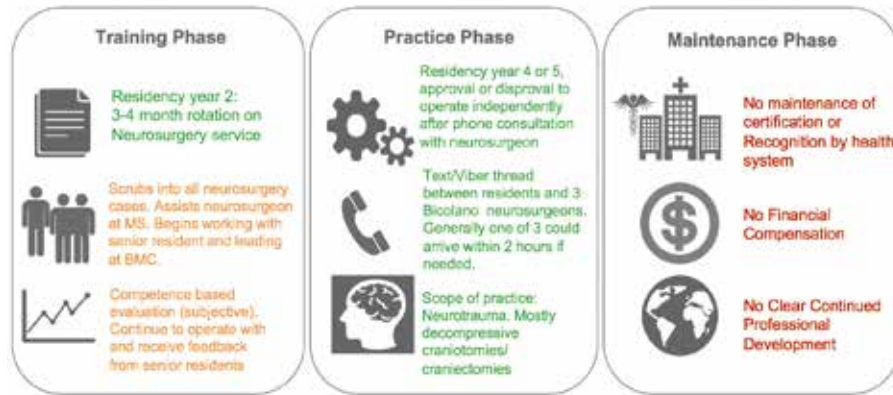 Training Phase
Residency year 2:
3-4 month rotation on
Neurosurgery service
Scrubs into all neurosurgery
cases. Assists neurosurgeon
at MS. Begins working with
senior resident and leading
at BMC.
Competence based
evaluation (subjective).
Continue to operate with
and receive feedback
from senior residents
Practice Phase
Residency year 4 or 5,
approval or disproval to
operate independently
after phone consultation
with neurosurgeon
Text/Viber thread
between residents and 3
Bicolano neurosurgeons.
Generally one of 3 could
arrive within 2 hours if
needed.
Scope of practice:
Neurotrauma. Mostly
decompressive
craniotomies/
craniectomies
Maintenance Phase
No maintenance of
certification or
Recognition by health
system
No Financial
Compensation
No Clear Continued
Professional
Development